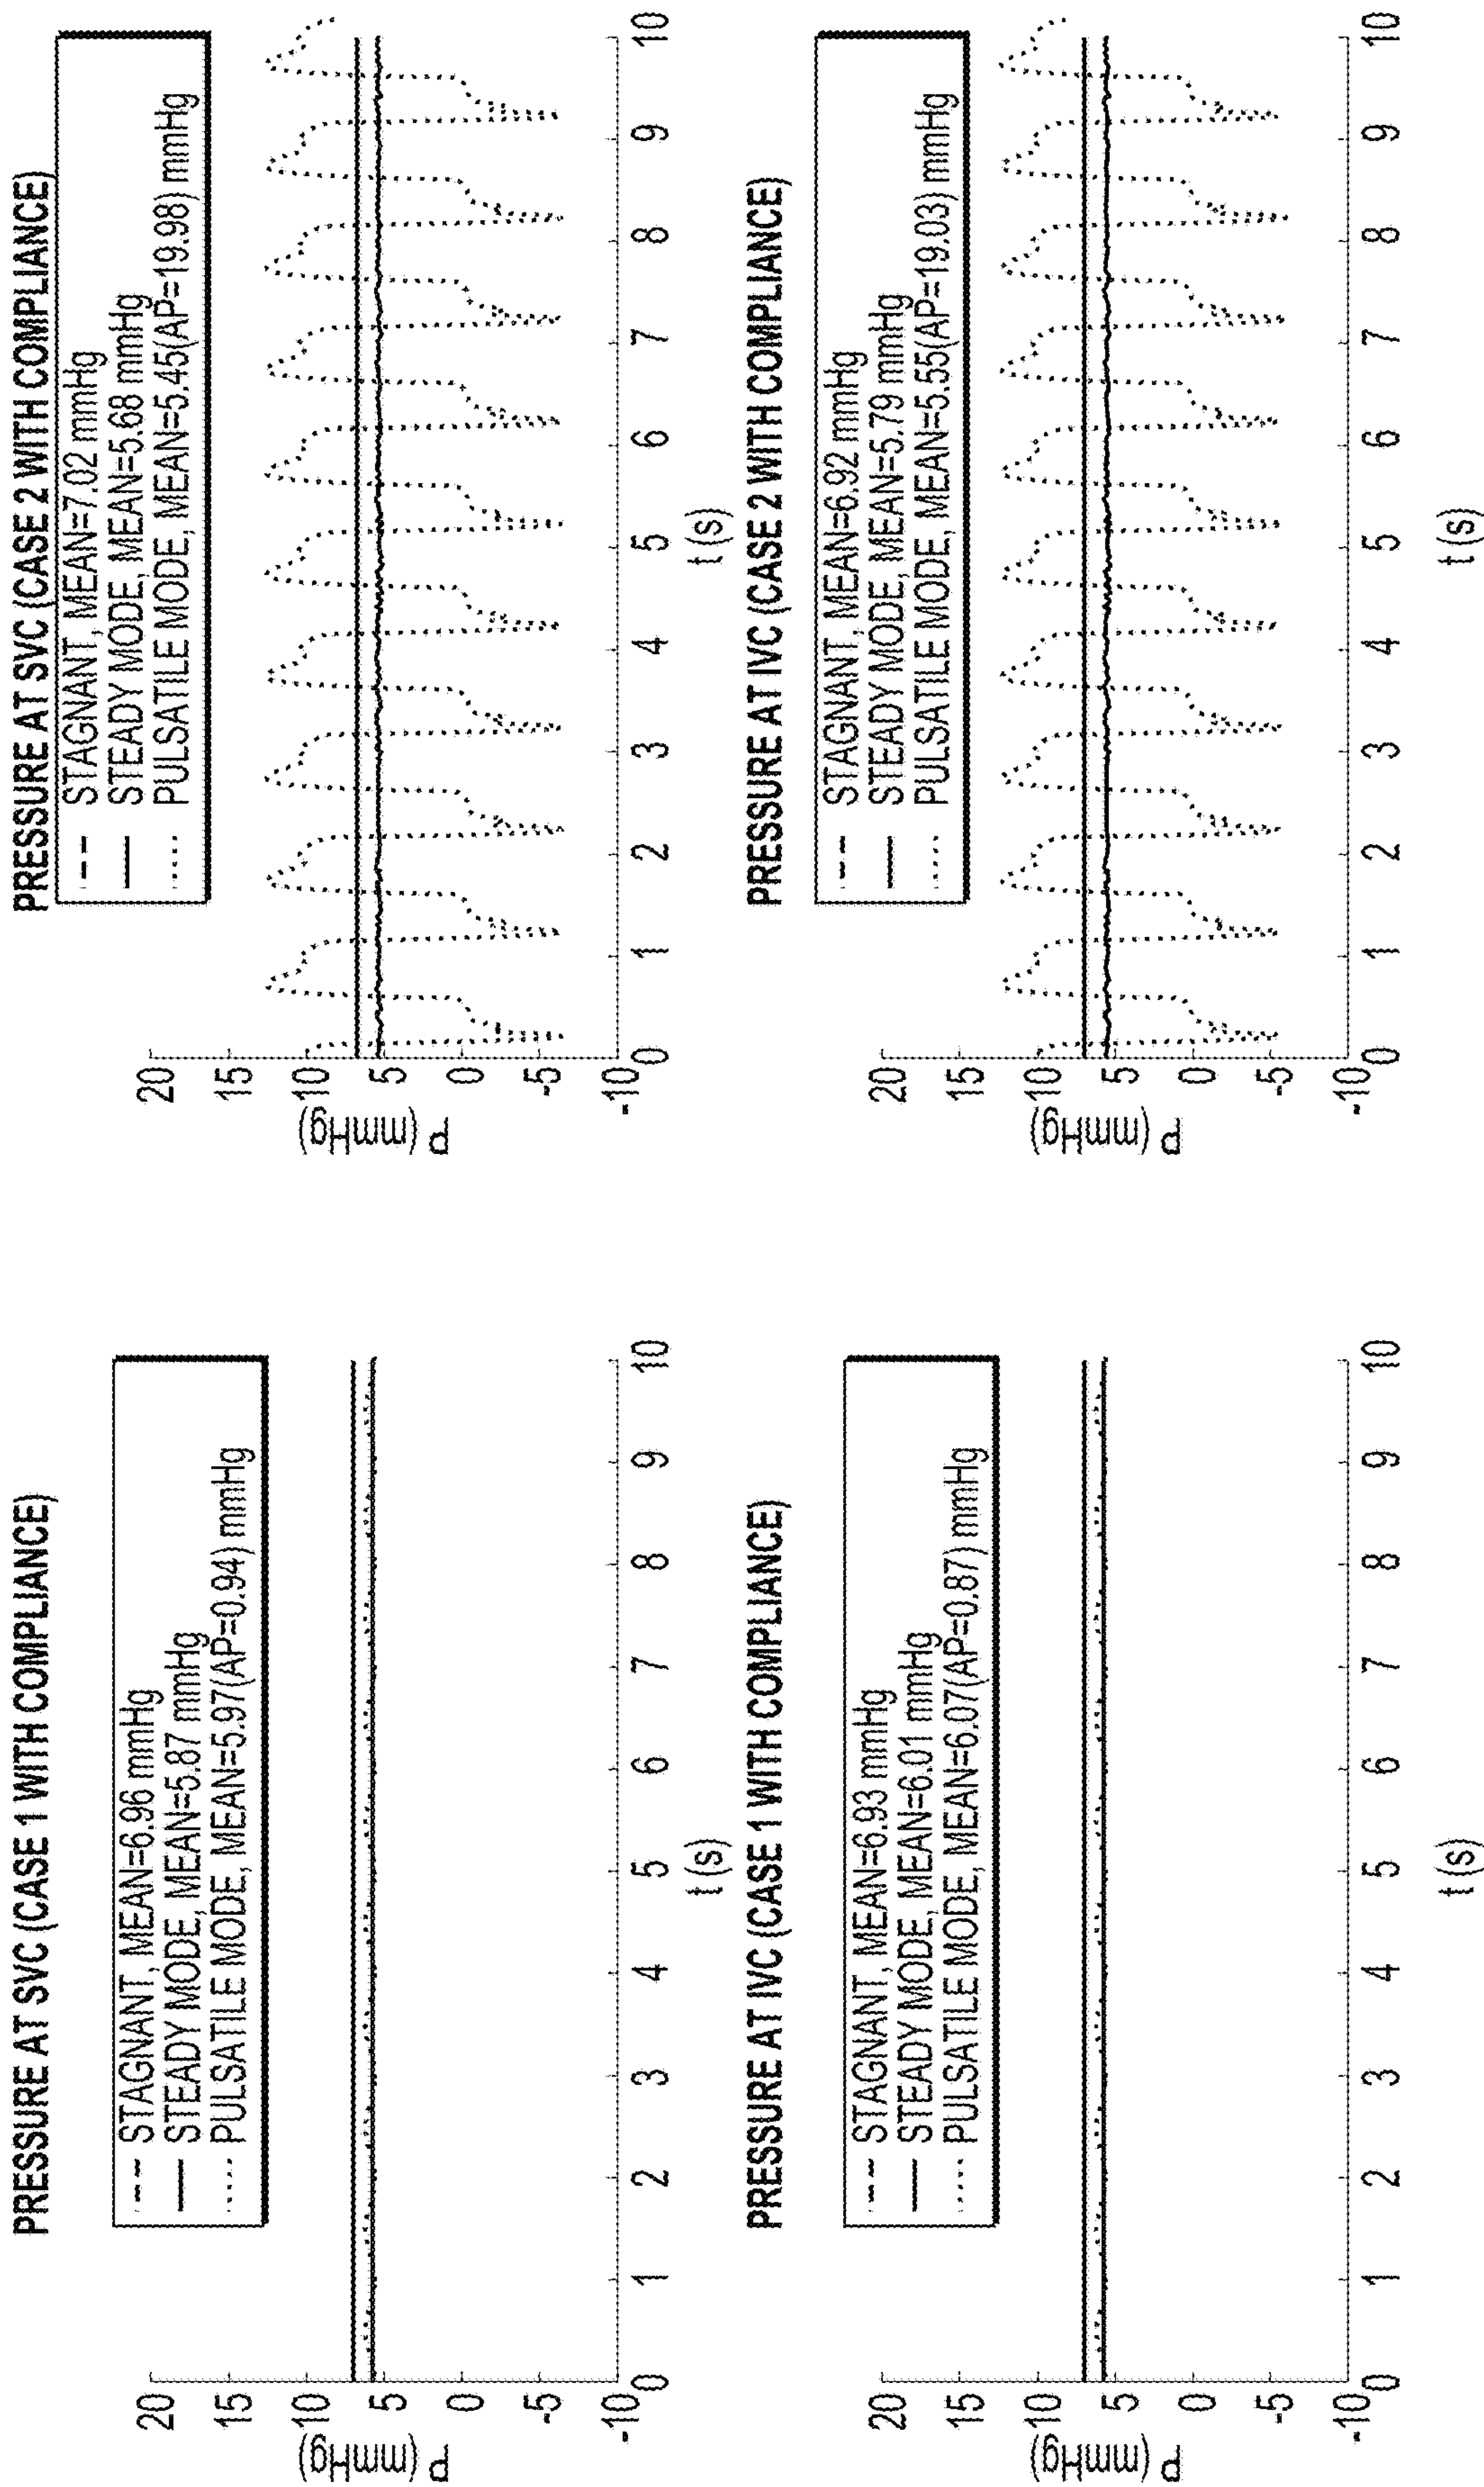 PRESSURE AT SVC (CASE 1 WITH COMPLIANCE)
STAGNANT, MEAN=6.96 mmHg
STEADY MODE, MEAN=5.87 mmHg
PULSATILE MODE, MEAN=5.97(AP=0.94) mmHg
P (mmHg)
20
15
10
5
0
-5
-10
0 1 2 3 4 5 6 7 8 9 10
t (s)
PRESSURE AT SVC (CASE 2 WITH COMPLIANCE)
STAGNANT, MEAN=7.02 mmHg
STEADY MODE, MEAN=5.68 mmHg
PULSATILE MODE, MEAN=5.45(AP=19.98) mmHg
P (mmHg)
20
15
10
5
0
-5
-10
0 1 2 3 4 5 6 7 8 9 10
t (s)
PRESSURE AT IVC (CASE 1 WITH COMPLIANCE)
STAGNANT, MEAN=6.93 mmHg
STEADY MODE, MEAN=6.01 mmHg
PULSATILE MODE, MEAN=6.07(AP=0.87) mmHg
P (mmHg)
20
15
10
5
0
-5
-10
0 1 2 3 4 5 6 7 8 9 10
t (s)
PRESSURE AT IVC (CASE 2 WITH COMPLIANCE)
STAGNANT, MEAN=6.92 mmHg
STEADY MODE, MEAN=5.79 mmHg
PULSATILE MODE, MEAN=5.55(AP=19.03) mmHg
P (mmHg)
20
15
10
5
0
-5
-10
0 1 2 3 4 5 6 7 8 9 10
t (s)